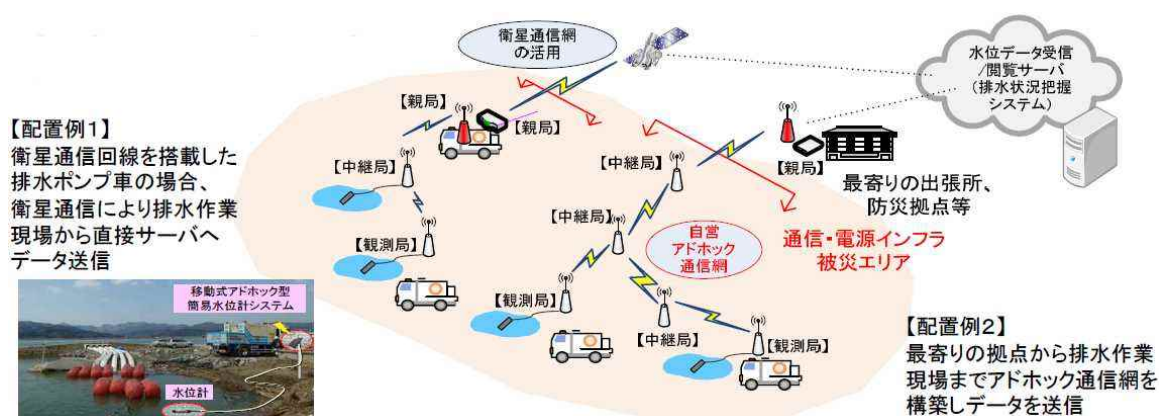 衛星通信網
の活用
水位データ受信
/閲覧サーバ
(排水状況把握
システム)
【親局】
【親局】
【配置例1】
衛星通信回線を搭載した
排水ポンプ車の場合、
衛星通信により排水作業
現場から直接サーバへ
データ送信
【中継局】
【観測局】
【中継局】
【中継局】
自営
アドホック
通信網
【観測局】
【中継局】
【観測局】
【親局】
最寄りの出張所、
防災拠点等
通信・電源インフラ
被災エリア
移動式アドホック型
簡易水位計システム
水位計
【配置例2】
最寄りの拠点から排水作業
現場までアドホック通信網を
構築しデータを送信